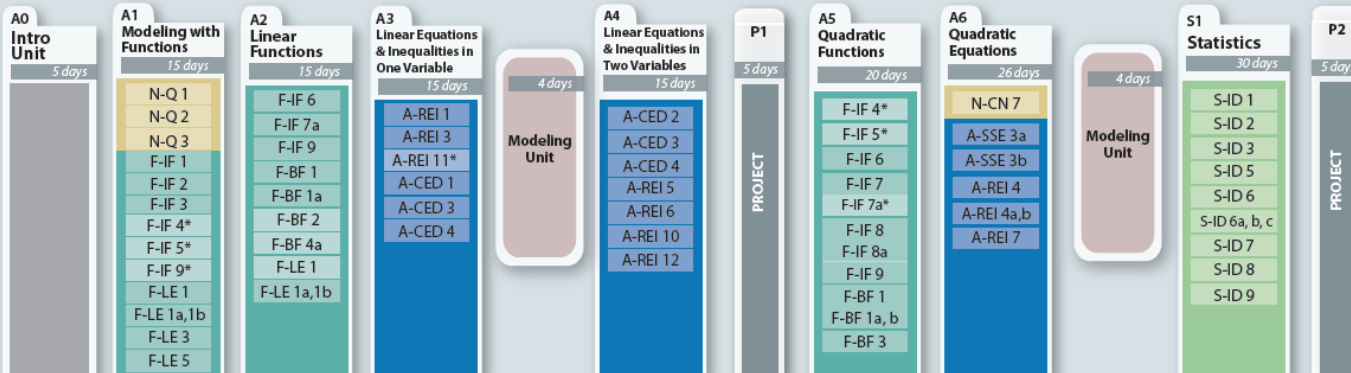 A0
Intro
Unit
5 days
A1
Modeling with
Functions
15 days
N-Q 1
N-Q 2
N-Q 3
F-IF 1
F-IF 2
F-IF 3
F-IF 4*
F-IF 5*
F-IF 9*
F-LE 1
F-LE 1a,1b
F-LE 3
F-LE 5
A2
Linear
Functions
15 days
F-IF 6
F-IF 7a
F-IF 9
F-BF 1
F-BF 1a
F-BF 2
F-BF 4a
F-LE 1
F-LE 1a,1b
A3
Linear Equations
& Inequalities in
One Variable
15 days
A-REI 1
A-REI 3
A-REI 11*
A-CED 1
A-CED 3
A-CED 4
4 days
Modeling
Unit
A4
Linear Equations
& Inequalities in
Two Variables
15 days
A-CED 2
A-CED 3
A-CED 4
A-REI 5
A-REI 6
A-REI 10
A-REI 12
P1
5 days
PROJECT
A5
Quadratic
Functions
20 days
F-IF 4*
F-IF 5*
F-IF 6
F-IF 7
F-IF 7a*
F-IF 8
F-IF 8a
F-IF 9
F-BF 1
F-BF 1a, b
F-BF 3
A6
Quadratic
Equations
26 days
N-CN 7
A-SSE 3a
A-SSE 3b
A-REI 4
A-REI 4a,b
A-REI 7
4 days
Modeling
Unit
S1
Statistics
30 days
S-ID 1
S-ID 2
S-ID 3
S-ID 5
S-ID 6
S-ID 6a, b, c
S-ID 7
S-ID 8
S-ID 9
P2
5 day
PROJECT